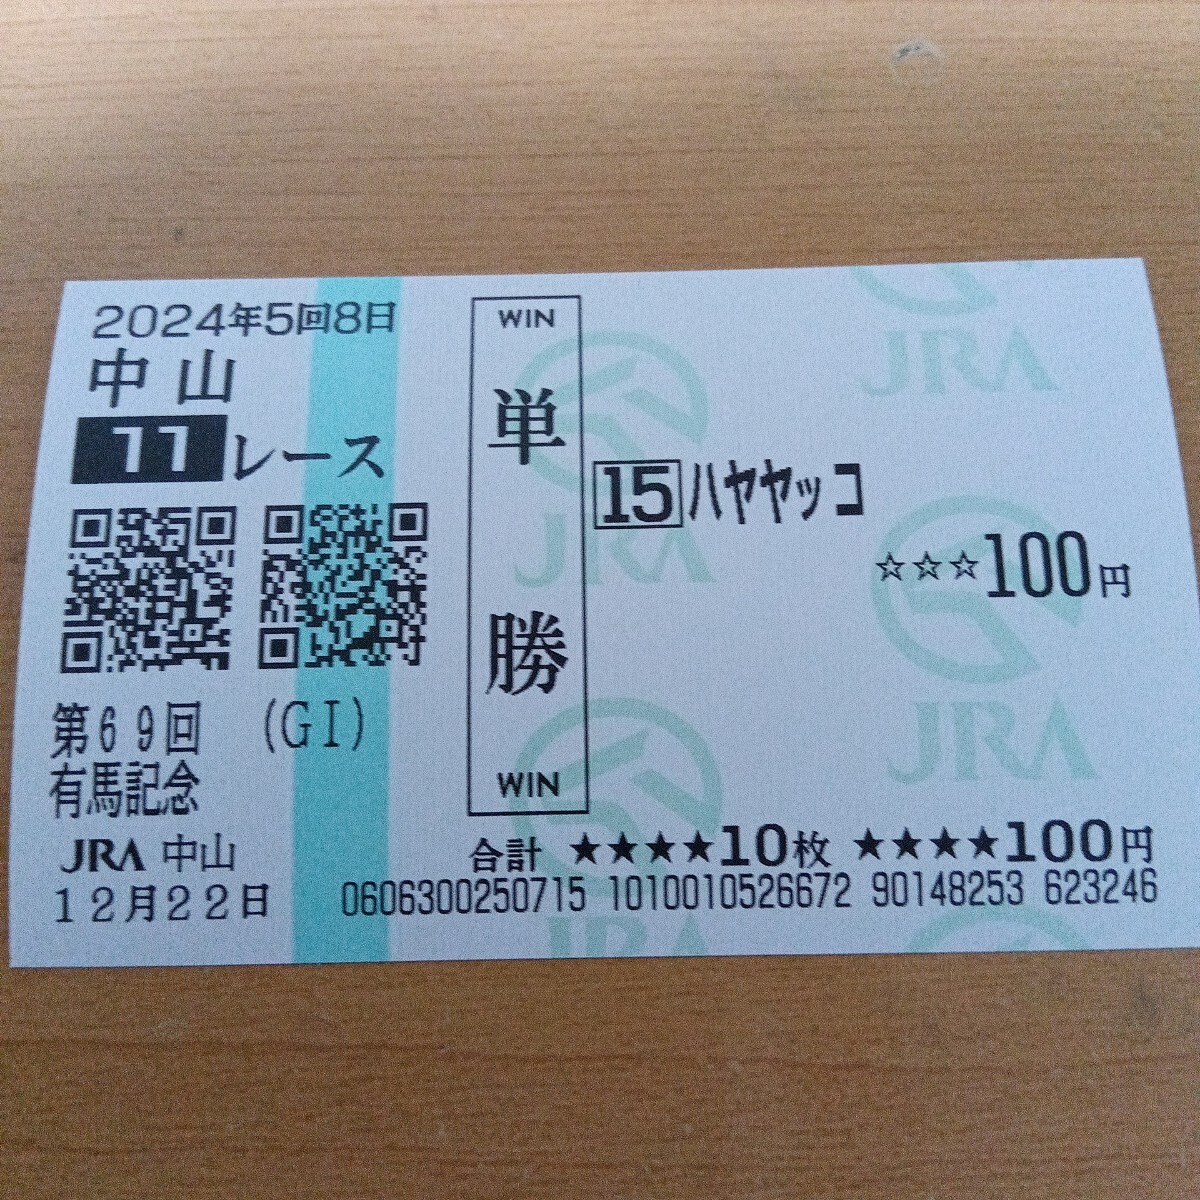 2024年5回8日
中山
11レース
第69回 (GI)
有馬記念
JRA 中山
12月22日
WIN
単勝
WIN
15 ハヤヤッコ
☆☆☆100円
合計 ★★★★10枚 ★★★★100円
0606300250715 1010010526672 90148253 623246
JRA
JRA
JRA
JRA